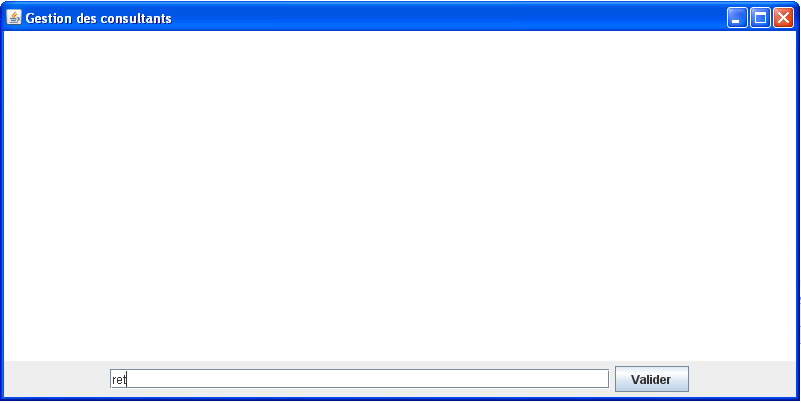 Gestion des consultants
ret
Valider